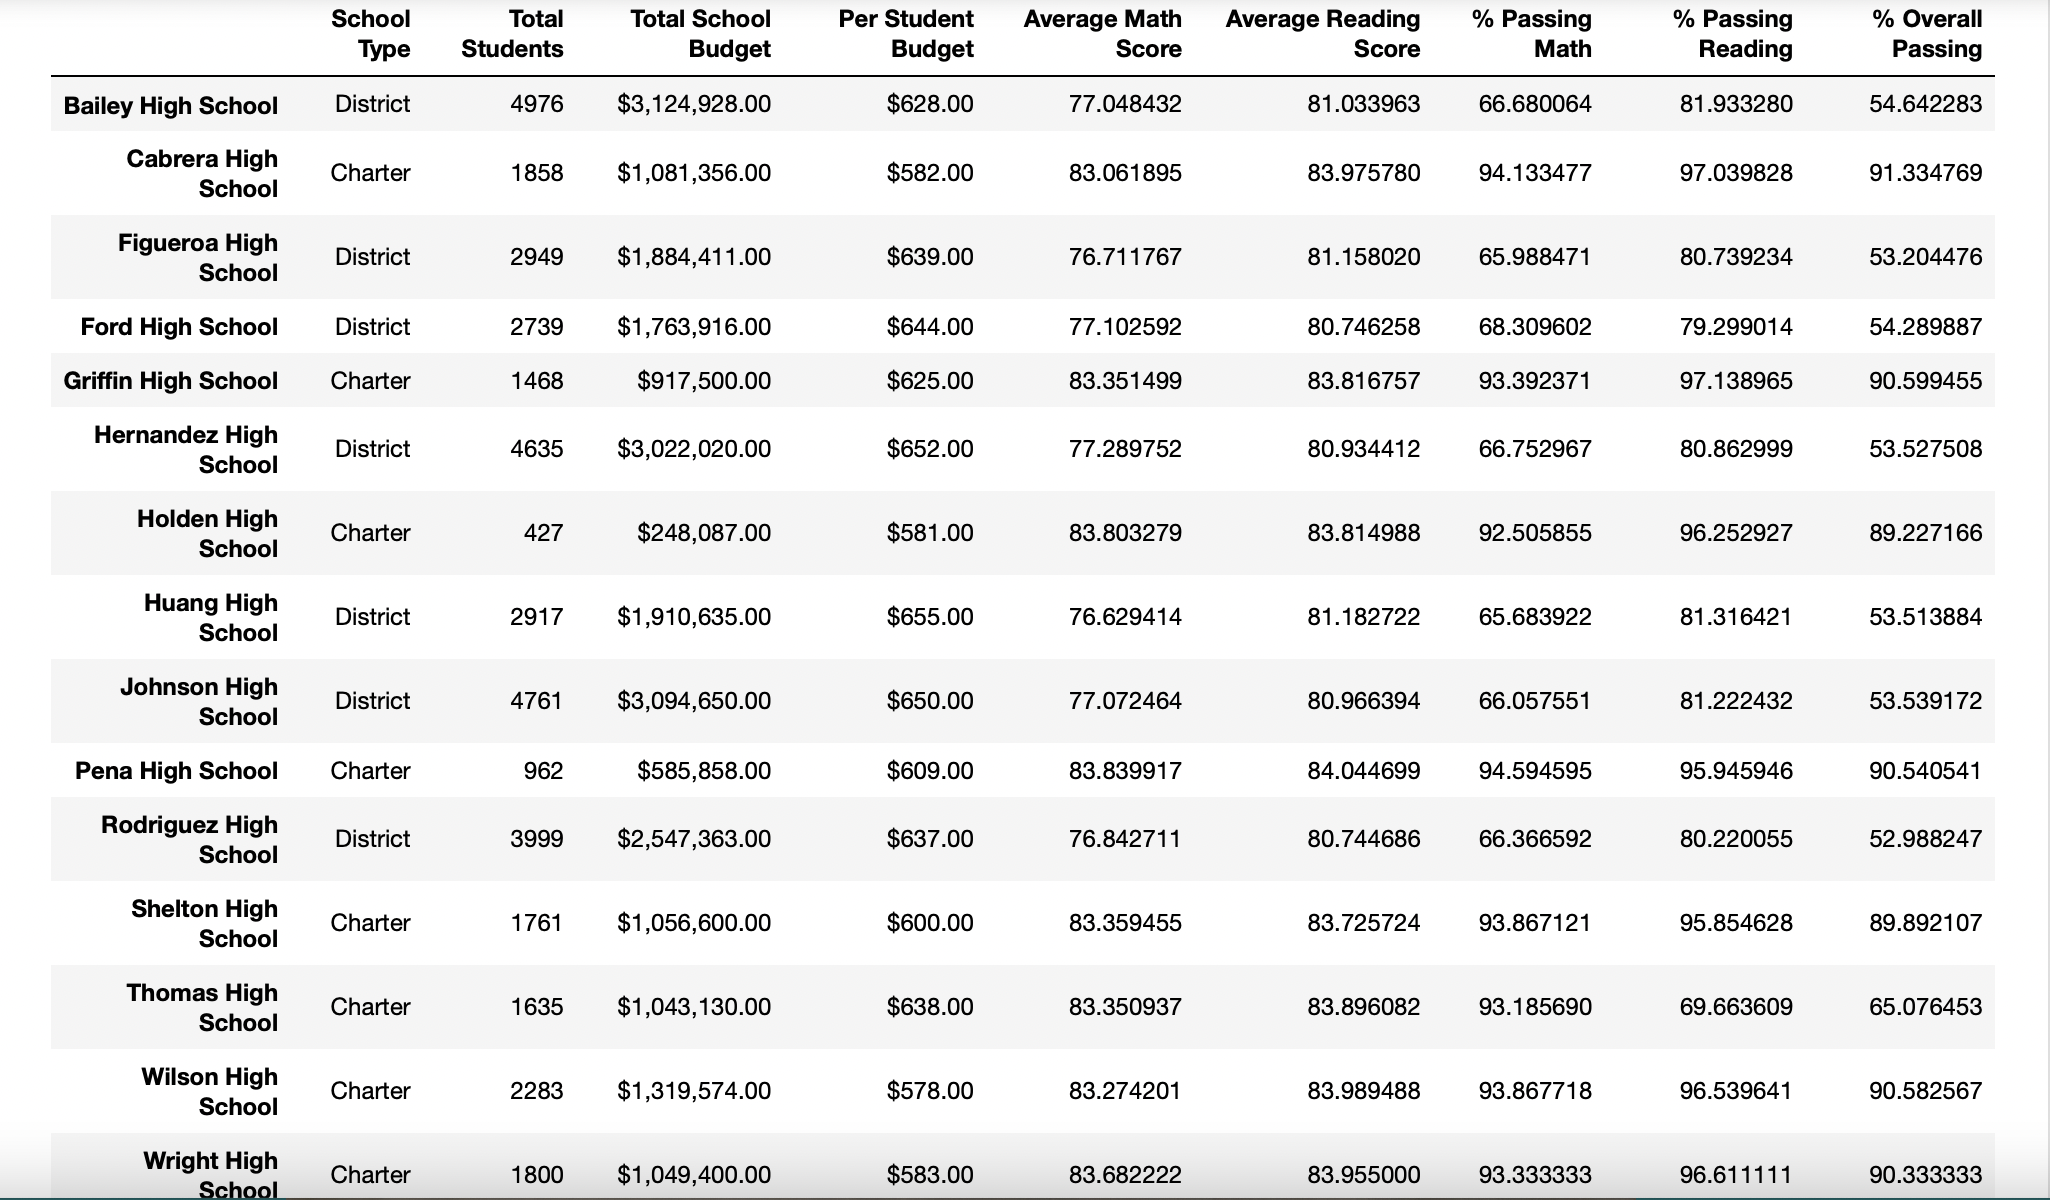 School Type Total Students Total School Budget Per Student Budget Average Math Score Average Reading Score % Passing Math % Passing Reading % Overall Passing
Bailey High School District 4976 $3,124,928.00 $628.00 77.048432 81.033963 66.680064 81.933280 54.642283
Cabrera High School Charter 1858 $1,081,356.00 $582.00 83.061895 83.975780 94.133477 97.039828 91.334769
Figueroa High School District 2949 $1,884,411.00 $639.00 76.711767 81.158020 65.988471 80.739234 53.204476
Ford High School District 2739 $1,763,916.00 $644.00 77.102592 80.746258 68.309602 79.299014 54.289887
Griffin High School Charter 1468 $917,500.00 $625.00 83.351499 83.816757 93.392371 97.138965 90.599455
Hernandez High School District 4635 $3,022,020.00 $652.00 77.289752 80.934412 66.752967 80.862999 53.527508
Holden High School Charter 427 $248,087.00 $581.00 83.803279 83.814988 92.505855 96.252927 89.227166
Huang High School District 2917 $1,910,635.00 $655.00 76.629414 81.182722 65.683922 81.316421 53.513884
Johnson High School District 4761 $3,094,650.00 $650.00 77.072464 80.966394 66.057551 81.222432 53.539172
Pena High School Charter 962 $585,858.00 $609.00 83.839917 84.044699 94.594595 95.945946 90.540541
Rodriguez High School District 3999 $2,547,363.00 $637.00 76.842711 80.744686 66.366592 80.220055 52.988247
Shelton High School Charter 1761 $1,056,600.00 $600.00 83.359455 83.725724 93.867121 95.854628 89.892107
Thomas High School Charter 1635 $1,043,130.00 $638.00 83.350937 83.896082 93.185690 69.663609 65.076453
Wilson High School Charter 2283 $1,319,574.00 $578.00 83.274201 83.989488 93.867718 96.539641 90.582567
Wright High School Charter 1800 $1,049,400.00 $583.00 83.682222 83.955000 93.333333 96.611111 90.333333